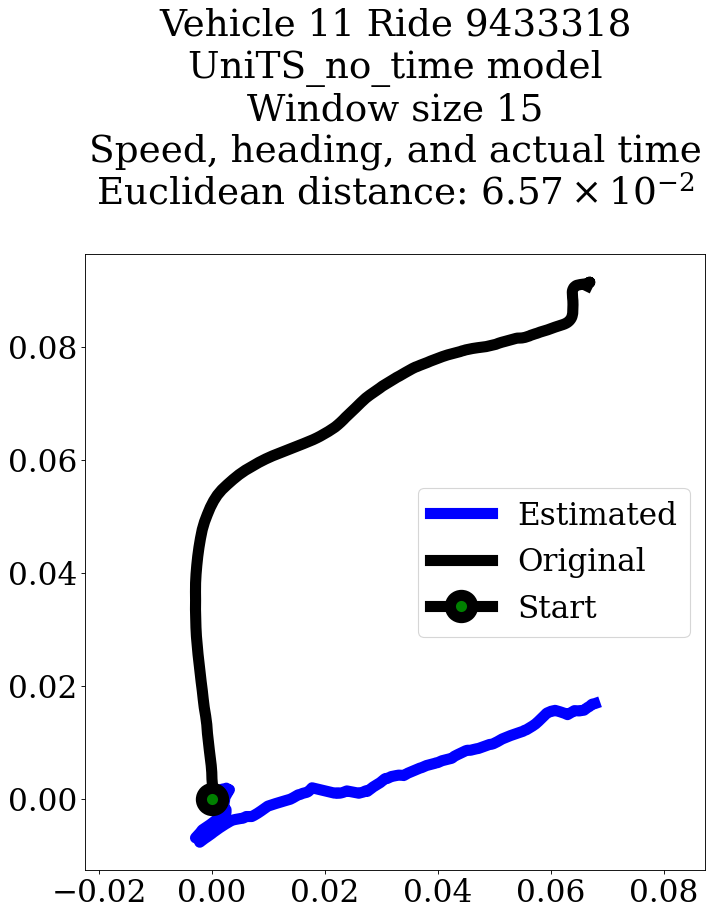 Vehicle 11 Ride 9433318
UniTS_no_time model
Window size 15
Speed, heading, and actual time
Euclidean distance: 6.57 × 10⁻²
0.08
0.06
0.04
0.02
0.00
Estimated
Original
Start
−0.02 0.00 0.02 0.04 0.06 0.08